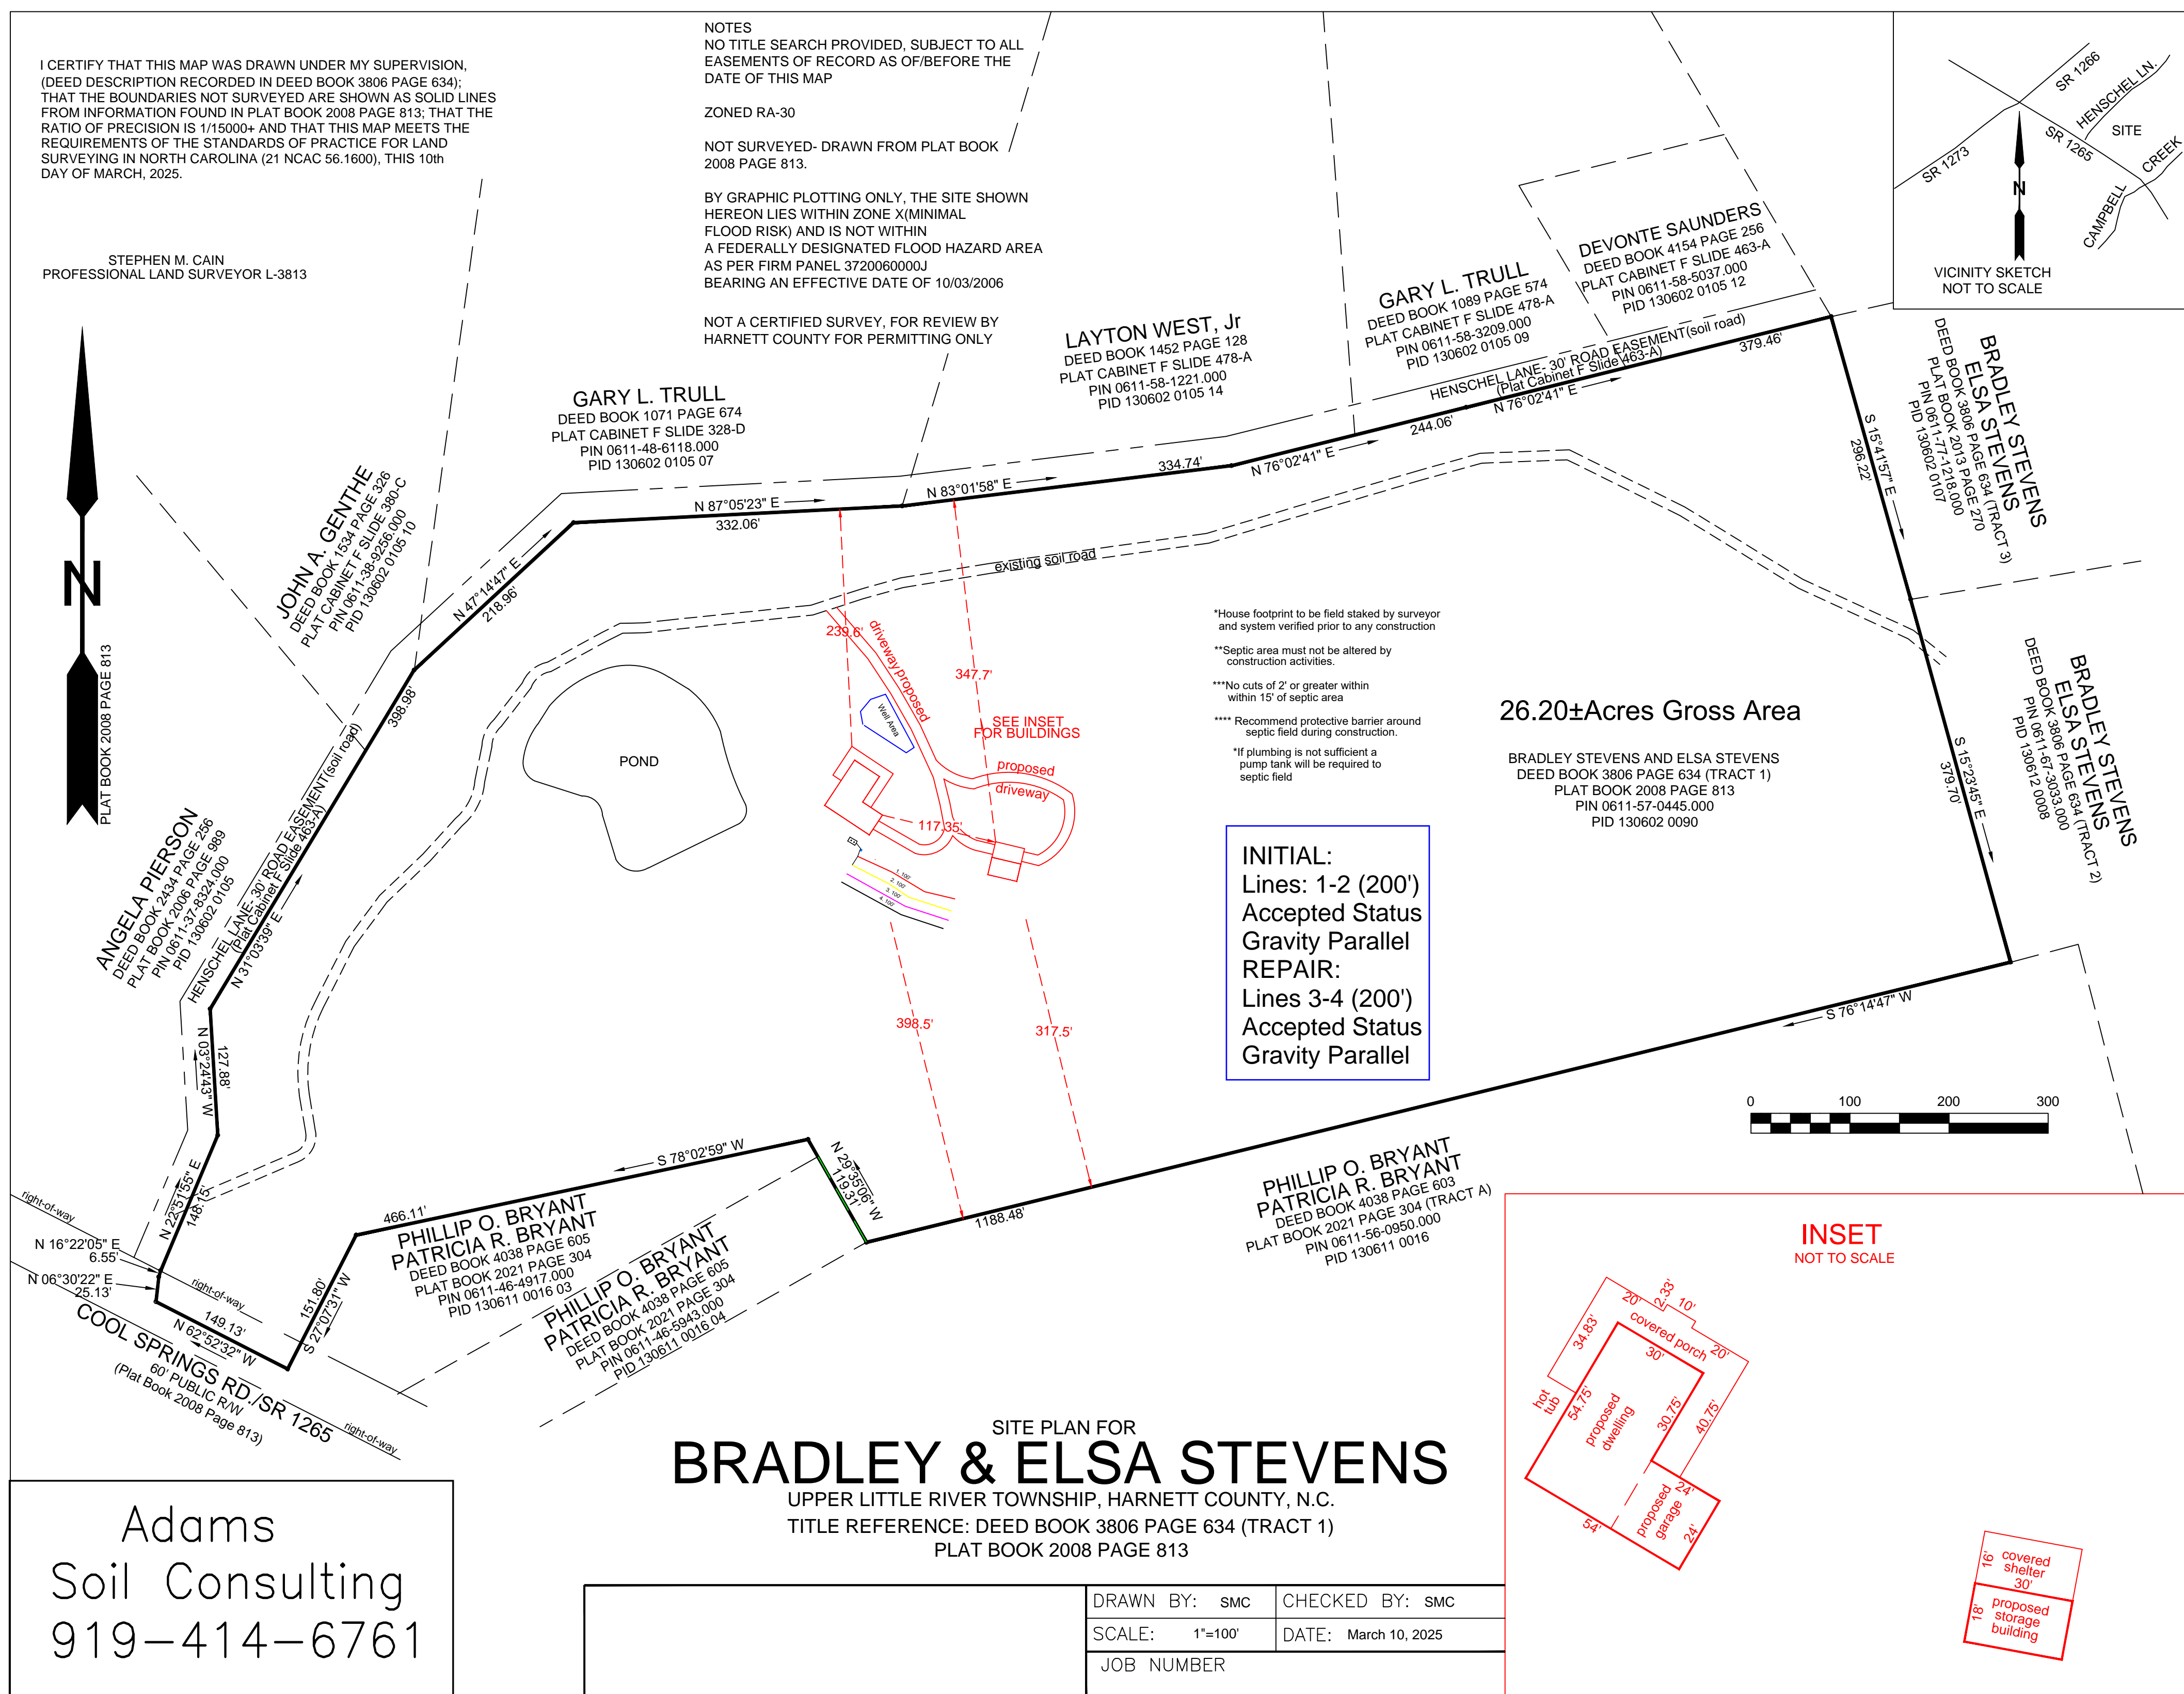 I CERTIFY THAT THIS MAP WAS DRAWN UNDER MY SUPERVISION,
(DEED DESCRIPTION RECORDED IN DEED BOOK 3806 PAGE 634);
THAT THE BOUNDARIES NOT SURVEYED ARE SHOWN AS SOLID LINES
FROM INFORMATION FOUND IN PLAT BOOK 2008 PAGE 813; THAT THE
RATIO OF PRECISION IS 1/15000+ AND THAT THIS MAP MEETS THE
REQUIREMENTS OF THE STANDARDS OF PRACTICE FOR LAND
SURVEYING IN NORTH CAROLINA (21 NCAC 56.1600), THIS 10th
DAY OF MARCH, 2025.
STEPHEN M. CAIN
PROFESSIONAL LAND SURVEYOR L-3813
NOTES
NO TITLE SEARCH PROVIDED, SUBJECT TO ALL
EASEMENTS OF RECORD AS OF/BEFORE THE
DATE OF THIS MAP
ZONED RA-30
NOT SURVEYED- DRAWN FROM PLAT BOOK
2008 PAGE 813.
BY GRAPHIC PLOTTING ONLY, THE SITE SHOWN
HEREON LIES WITHIN ZONE X(MINIMAL
FLOOD RISK) AND IS NOT WITHIN
A FEDERALLY DESIGNATED FLOOD HAZARD AREA
AS PER FIRM PANEL 3720060000J
BEARING AN EFFECTIVE DATE OF 10/03/2006
NOT A CERTIFIED SURVEY, FOR REVIEW BY
HARNETT COUNTY FOR PERMITTING ONLY
SR 1266
HENSCHEL LN.
SITE
SR 1265
SR 1273
CAMPBELL
CREEK
N
VICINITY SKETCH
NOT TO SCALE
N
PLAT BOOK 2008 PAGE 813
JOHN A. GENTHE
DEED BOOK 1534 PAGE 326
PLAT CABINET F SLIDE 380-C
PIN 0611-38-9256.000
PID 130602 0105 10
GARY L. TRULL
DEED BOOK 1071 PAGE 674
PLAT CABINET F SLIDE 328-D
PIN 0611-48-6118.000
PID 130602 0105 07
LAYTON WEST, Jr
DEED BOOK 1452 PAGE 128
PLAT CABINET F SLIDE 478-A
PIN 0611-58-1221.000
PID 130602 0105 14
GARY L. TRULL
DEED BOOK 1089 PAGE 574
PLAT CABINET F SLIDE 478-A
PIN 0611-58-3209.000
PID 130602 0105 09
DEVONTE SAUNDERS
DEED BOOK 4154 PAGE 256
PLAT CABINET F SLIDE 463-A
PIN 0611-58-5037.000
PID 130602 0105 12
HENSCHEL LANE- 30' ROAD EASEMENT(soil road)
(Plat Cabinet F Slide 463-A)
N 76°02'41" E
379.46'
244.06'
N 76°02'41" E
334.74'
N 83°01'58" E
N 87°05'23" E
332.06'
N 47°14'47" E
218.96'
398.98'
BRADLEY STEVENS
ELSA STEVENS
DEED BOOK 3806 PAGE 634 (TRACT 3)
PLAT BOOK 2013 PAGE 270
PIN 0611-77-1218.000
PID 130602 0107
S 15°41'57" E
296.22'
BRADLEY STEVENS
ELSA STEVENS
DEED BOOK 3806 PAGE 634 (TRACT 2)
PIN 0611-67-3033.000
PID 130612 0008
S 15°23'45" E
379.70'
existing soil road
POND
239.6'
driveway proposed
Well Area
347.7'
SEE INSET
FOR BUILDINGS
proposed
driveway
117.35'
1. 100'
2. 100'
3. 100'
4. 100'
398.5'
317.5'
*House footprint to be field staked by surveyor
and system verified prior to any construction
**Septic area must not be altered by
construction activities.
***No cuts of 2' or greater within
within 15' of septic area
**** Recommend protective barrier around
septic field during construction.
*If plumbing is not sufficient a
pump tank will be required to
septic field
26.20±Acres Gross Area
BRADLEY STEVENS AND ELSA STEVENS
DEED BOOK 3806 PAGE 634 (TRACT 1)
PLAT BOOK 2008 PAGE 813
PIN 0611-57-0445.000
PID 130602 0090
INITIAL:
Lines: 1-2 (200')
Accepted Status
Gravity Parallel
REPAIR:
Lines 3-4 (200')
Accepted Status
Gravity Parallel
ANGELA PIERSON
DEED BOOK 2434 PAGE 256
PLAT BOOK 2006 PAGE 989
PIN 0611-37-8324.000
PID 130602 0105
HENSCHEL LANE- 30' ROAD EASEMENT(soil road)
(Plat Cabinet F Slide 463-A)
N 31°03'39" E
N 03°24'43" W
127.88'
N 22°51'55" E
148.15'
right-of-way
N 16°22'05" E
6.55'
N 06°30'22" E
25.13'
right-of-way
149.13'
N 62°52'32" W
151.80'
S 27°07'31" W
COOL SPRINGS RD./SR 1265
60' PUBLIC R/W
(Plat Book 2008 Page 813)
right-of-way
466.11'
S 78°02'59" W
PHILLIP O. BRYANT
PATRICIA R. BRYANT
DEED BOOK 4038 PAGE 605
PLAT BOOK 2021 PAGE 304
PIN 0611-46-4917.000
PID 130611 0016 03
PHILLIP O. BRYANT
PATRICIA R. BRYANT
DEED BOOK 4038 PAGE 605
PLAT BOOK 2021 PAGE 304
PIN 0611-46-5943.000
PID 130611 0016 04
N 29°35'06" W
119.31'
1188.48'
S 76°14'47" W
PHILLIP O. BRYANT
PATRICIA R. BRYANT
DEED BOOK 4038 PAGE 603
PLAT BOOK 2021 PAGE 304 (TRACT A)
PIN 0611-56-0950.000
PID 130611 0016
0 100 200 300
INSET
NOT TO SCALE
20'
2.33'
10'
covered porch
20'
34.83'
30'
hot
tub
54.75'
proposed
dwelling
30.75'
40.75'
24'
proposed
garage
24'
54'
16'
covered
shelter
30'
18'
proposed
storage
building
SITE PLAN FOR
BRADLEY & ELSA STEVENS
UPPER LITTLE RIVER TOWNSHIP, HARNETT COUNTY, N.C.
TITLE REFERENCE: DEED BOOK 3806 PAGE 634 (TRACT 1)
PLAT BOOK 2008 PAGE 813
Adams
Soil Consulting
919-414-6761
DRAWN BY: SMC
CHECKED BY: SMC
SCALE: 1"=100'
DATE: March 10, 2025
JOB NUMBER